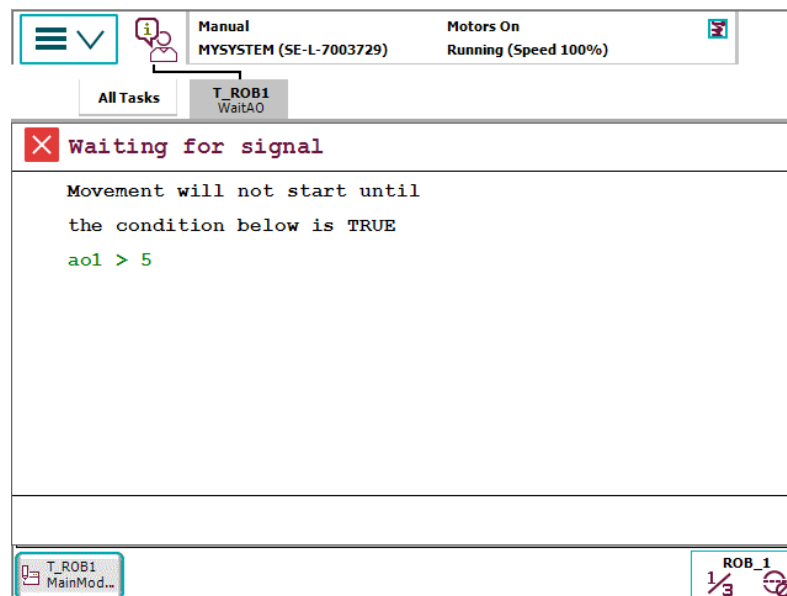 Manual
Motors On
MYSYSTEM (SE-L-7003729)
Running (Speed 100%)
All Tasks
T_ROB1
WaitAO
Waiting for signal
Movement will not start until
the condition below is TRUE
ao1 > 5
T_ROB1
MainMod...
ROB_1
1/3